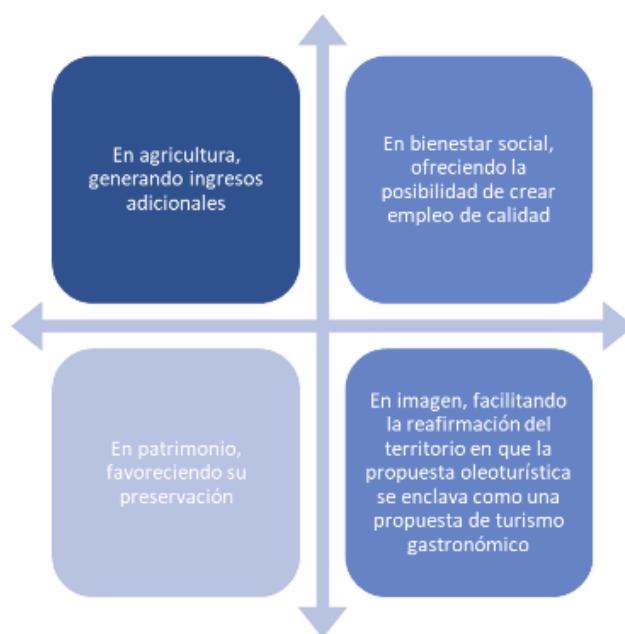 En agricultura,
generando ingresos
adicionales
En bienestar social,
ofreciendo la
posibilidad de crear
empleo de calidad
En patrimonio,
favoreciendo su
preservación
En imagen, facilitando
la reafirmación del
territorio en que la
propuesta oleoturística
se enclava como una
propuesta de turismo
gastronómico